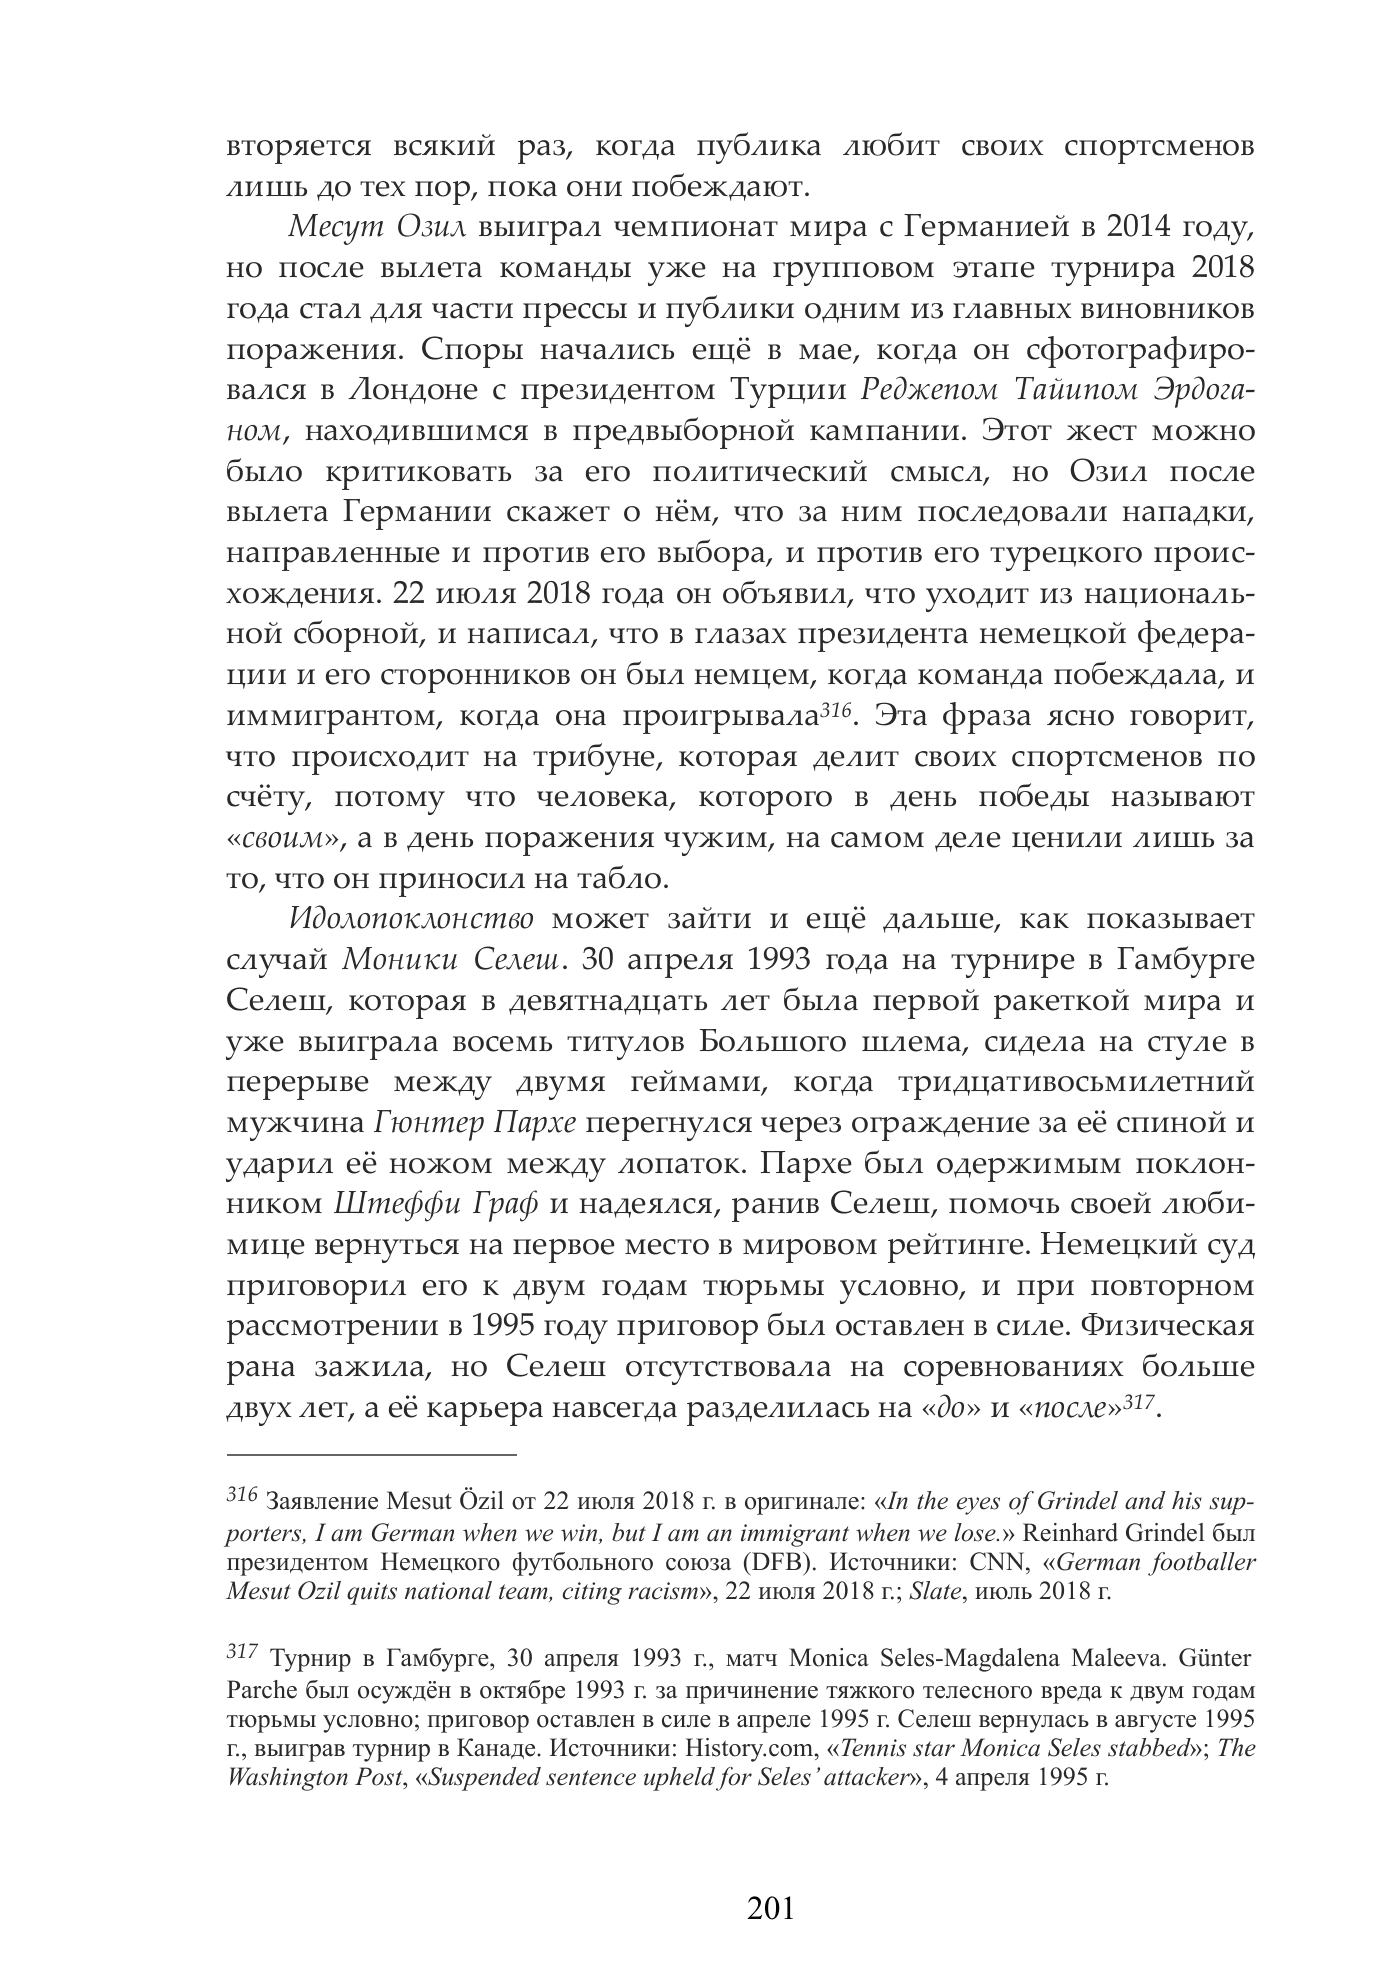 вторяется всякий раз, когда публика любит своих спортсменов
лишь до тех пор, пока они побеждают.
Месут Озил выиграл чемпионат мира с Германией в 2014 году,
но после вылета команды уже на групповом этапе турнира 2018
года стал для части прессы и публики одним из главных виновников
поражения. Споры начались ещё в мае, когда он сфотографиро-
вался в Лондоне с президентом Турции Реджепом Тайипом Эрдога-
ном, находившимся в предвыборной кампании. Этот жест можно
было критиковать за его политический смысл, но Озил после
вылета Германии скажет о нём, что за ним последовали нападки,
направленные и против его выбора, и против его турецкого проис-
хождения. 22 июля 2018 года он объявил, что уходит из националь-
ной сборной, и написал, что в глазах президента немецкой федера-
ции и его сторонников он был немцем, когда команда побеждала, и
иммигрантом, когда она проигрывала316. Эта фраза ясно говорит,
что происходит на трибуне, которая делит своих спортсменов по
счёту, потому что человека, которого в день победы называют
«своим», а в день поражения чужим, на самом деле ценили лишь за
то, что он приносил на табло.
Идолопоклонство может зайти и ещё дальше, как показывает
случай Моники Селеш. 30 апреля 1993 года на турнире в Гамбурге
Селеш, которая в девятнадцать лет была первой ракеткой мира и
уже выиграла восемь титулов Большого шлема, сидела на стуле в
перерыве между двумя геймами, когда тридцативосьмилетний
мужчина Гюнтер Пархе перегнулся через ограждение за её спиной и
ударил её ножом между лопаток. Пархе был одержимым поклон-
ником Штеффи Граф и надеялся, ранив Селеш, помочь своей люби-
мице вернуться на первое место в мировом рейтинге. Немецкий суд
приговорил его к двум годам тюрьмы условно, и при повторном
рассмотрении в 1995 году приговор был оставлен в силе. Физическая
рана зажила, но Селеш отсутствовала на соревнованиях больше
двух лет, а её карьера навсегда разделилась на «до» и «после»317.
316 Заявление Mesut Özil от 22 июля 2018 г. в оригинале: «In the eyes of Grindel and his sup-
porters, I am German when we win, but I am an immigrant when we lose.» Reinhard Grindel был
президентом Немецкого футбольного союза (DFB). Источники: CNN, «German footballer
Mesut Ozil quits national team, citing racism», 22 июля 2018 г.; Slate, июль 2018 г.
317 Турнир в Гамбурге, 30 апреля 1993 г., матч Monica Seles-Magdalena Maleeva. Günter
Parche был осуждён в октябре 1993 г. за причинение тяжкого телесного вреда к двум годам
тюрьмы условно; приговор оставлен в силе в апреле 1995 г. Селеш вернулась в августе 1995
г., выиграв турнир в Канаде. Источники: History.com, «Tennis star Monica Seles stabbed»; The
Washington Post, «Suspended sentence upheld for Seles’ attacker», 4 апреля 1995 г.
201